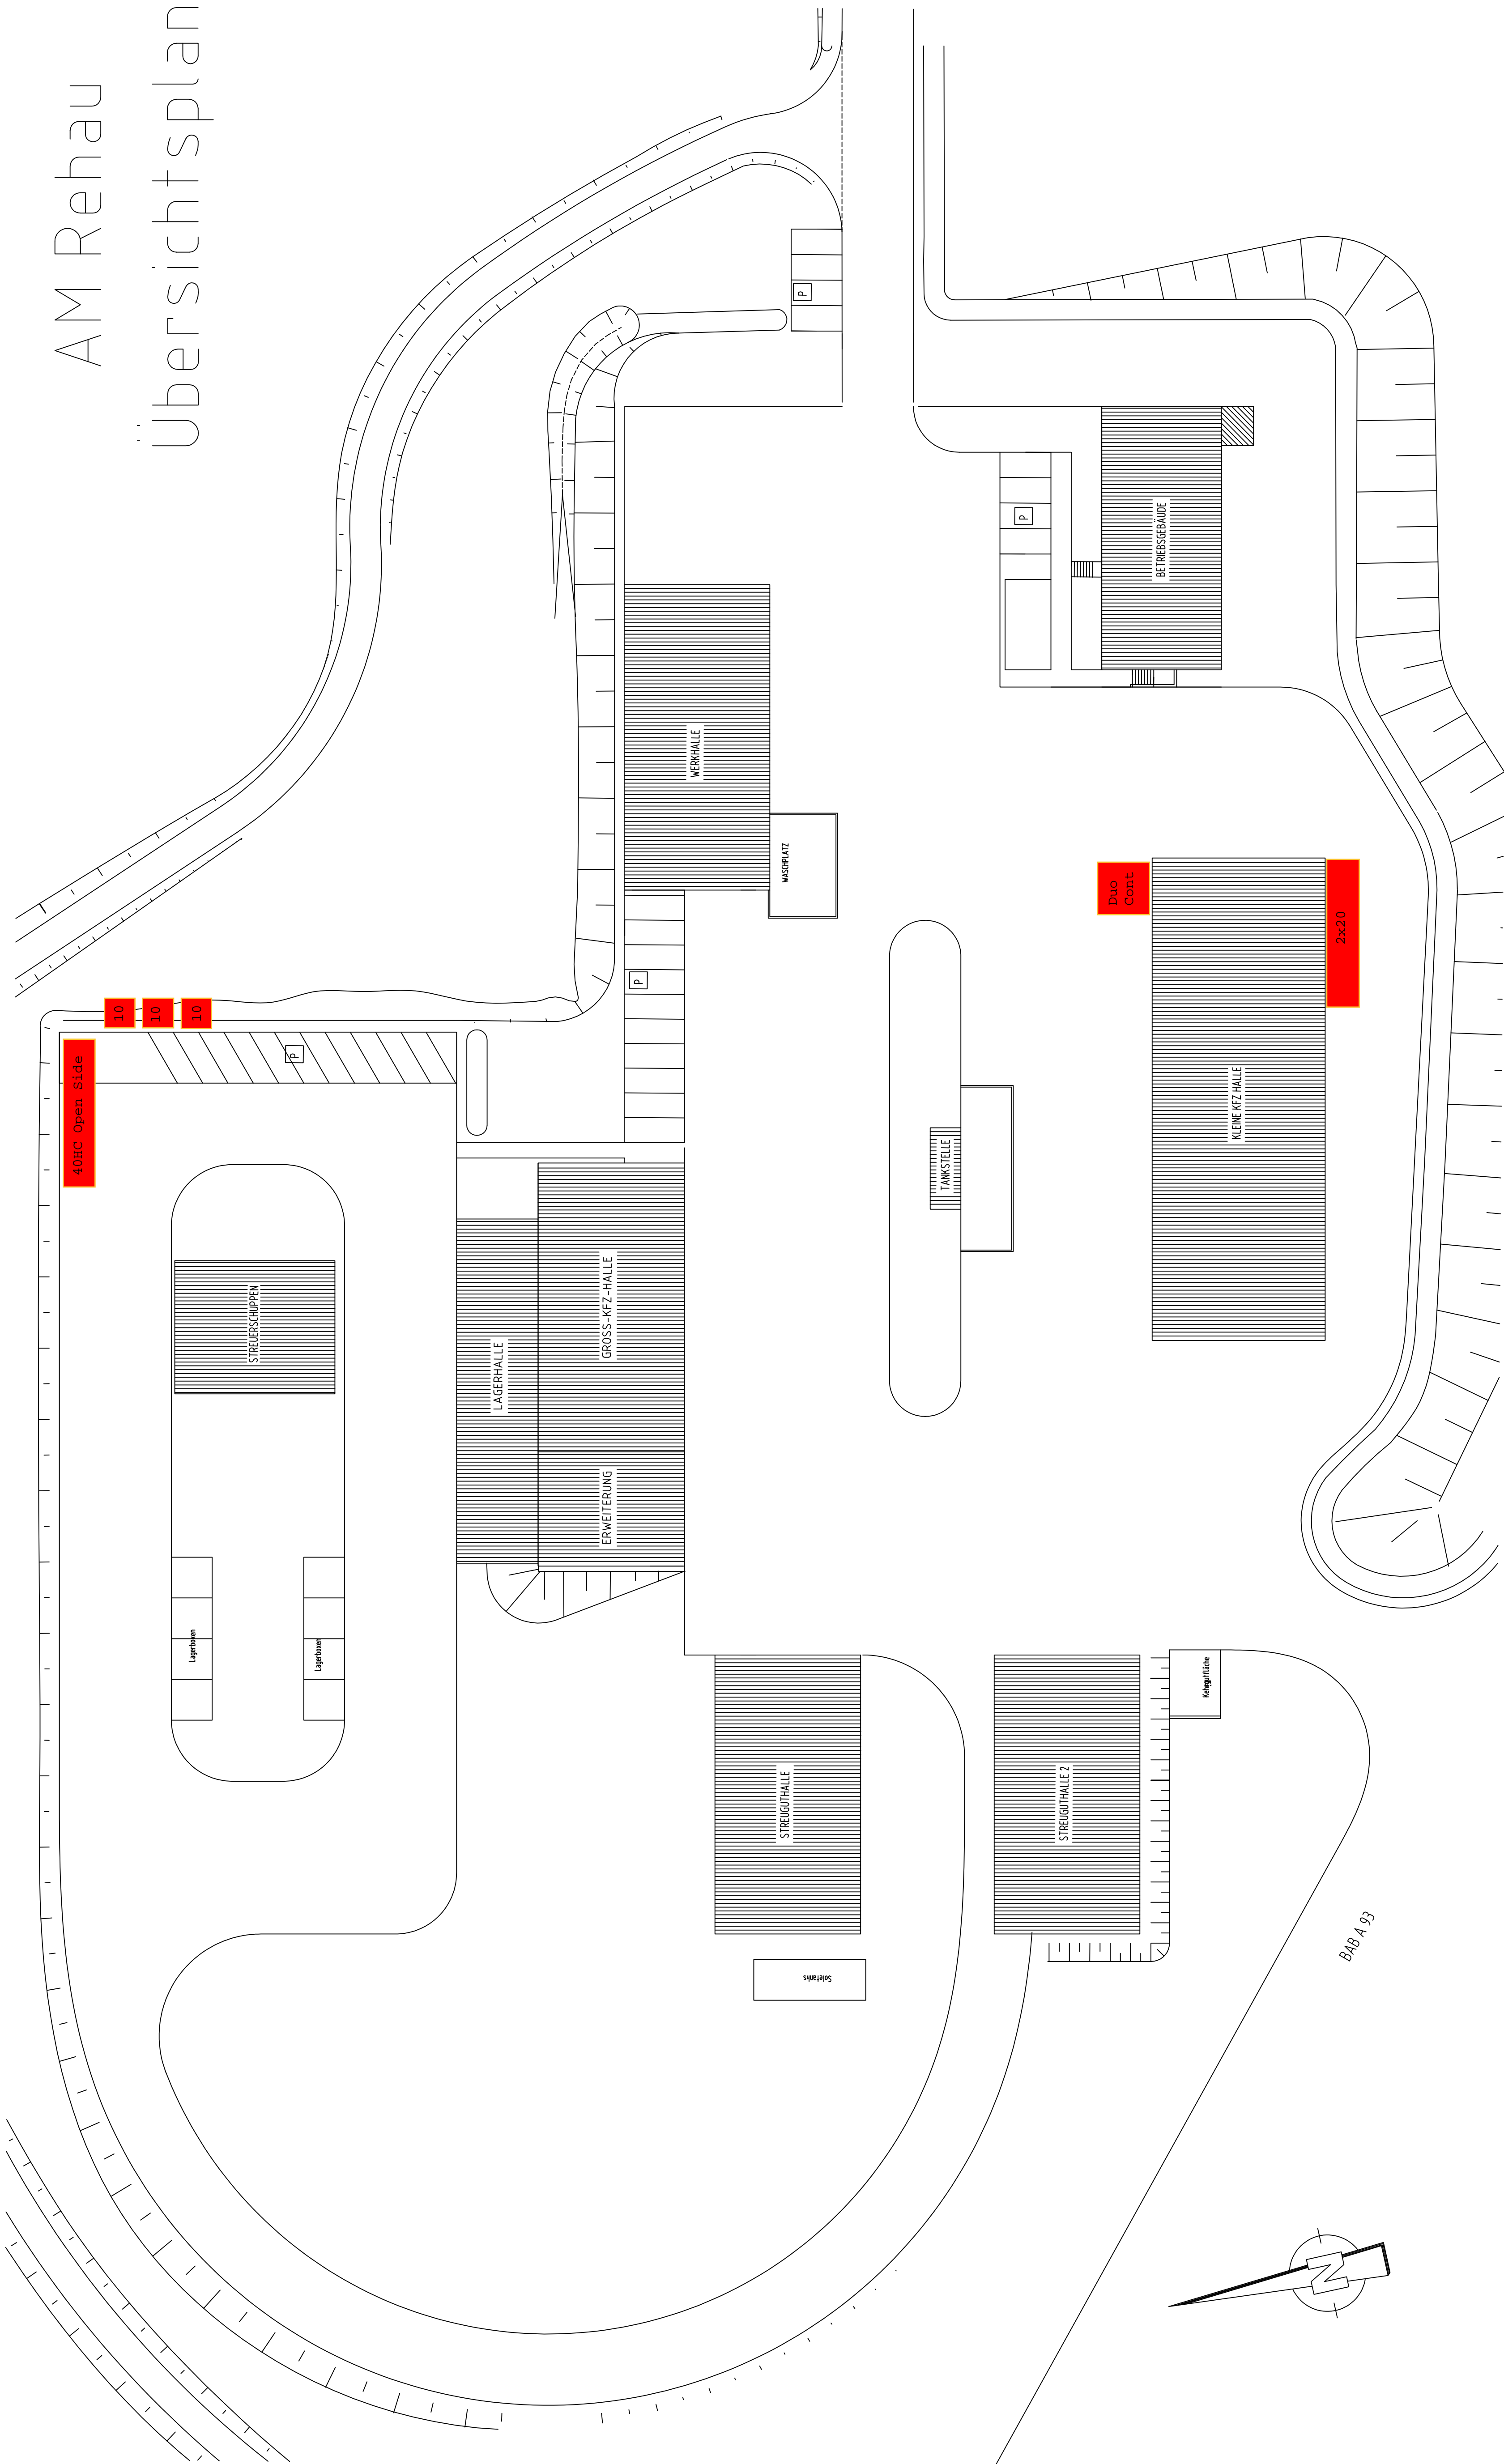 AM Rehau
Übersichtsplan
P
BETRIEBSGEBÄUDE
P
WERKHALLE
WASCHPLATZ
Duo
Cont
2x20
P
10
10
10
P
40HC Open Side
KLEINE KFZ HALLE
TANKSTELLE
GROSS-KFZ-HALLE
LAGERHALLE
STREUERSCHUPPEN
ERWEITERUNG
Lagerboxen
Lagerboxen
STREUGUTHALLE
STREUGUTHALLE 2
Soletanks
BAB A 93
N